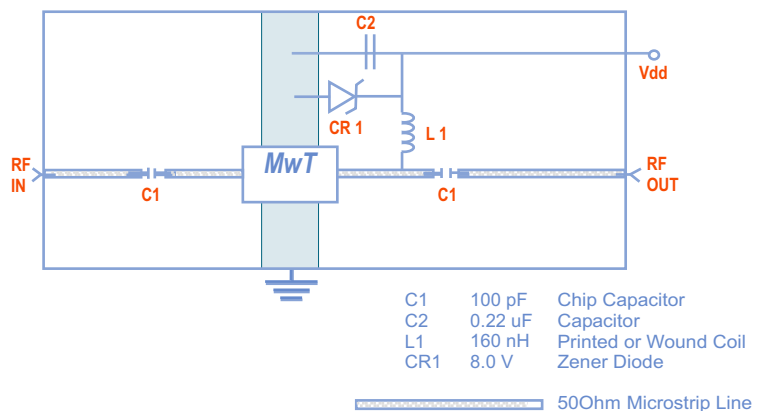 C2
Vdd
CR 1
L 1
RF
IN
MwT
RF
OUT
C1
C1
C1 100 pF Chip Capacitor
C2 0.22 uF Capacitor
L1 160 nH Printed or Wound Coil
CR1 8.0 V Zener Diode
50Ohm Microstrip Line